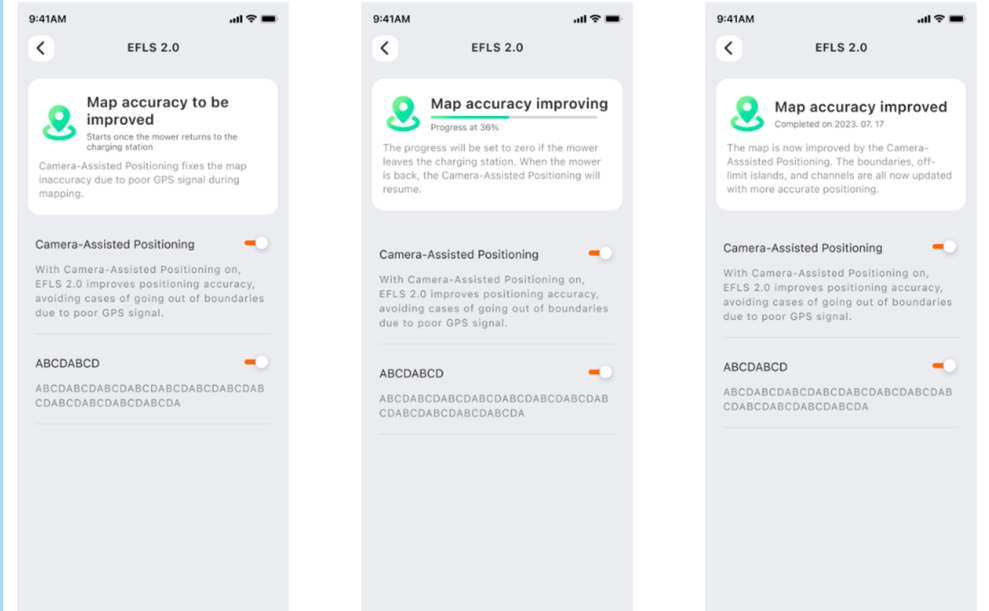 9:41AM
EFLS 2.0
Map accuracy to be
improved
Starts once the mower returns to the
charging station
Camera-Assisted Positioning fixes the map
inaccuracy due to poor GPS signal during
mapping.
Camera-Assisted Positioning
With Camera-Assisted Positioning on,
EFLS 2.0 improves positioning accuracy,
avoiding cases of going out of boundaries
due to poor GPS signal.
ABCDABCD
ABCDABCDABCDABCDABCDABCDABCDAB
CDABCDABCDABCDABCDA
9:41AM
EFLS 2.0
Map accuracy improving
Progress at 36%
The progress will be set to zero if the mower
leaves the charging station. When the mower
is back, the Camera-Assisted Positioning will
resume.
Camera-Assisted Positioning
With Camera-Assisted Positioning on,
EFLS 2.0 improves positioning accuracy,
avoiding cases of going out of boundaries
due to poor GPS signal.
ABCDABCD
ABCDABCDABCDABCDABCDABCDABCDAB
CDABCDABCDABCDABCDA
9:41AM
EFLS 2.0
Map accuracy improved
Completed on 2023. 07. 17
The map is now improved by the Camera-
Asssisted Positioning. The boundaries, off-
limit islands, and channels are all now updated
with more accurate positioning.
Camera-Assisted Positioning
With Camera-Assisted Positioning on,
EFLS 2.0 improves positioning accuracy,
avoiding cases of going out of boundaries
due to poor GPS signal.
ABCDABCD
ABCDABCDABCDABCDABCDABCDABCDAB
CDABCDABCDABCDABCDA